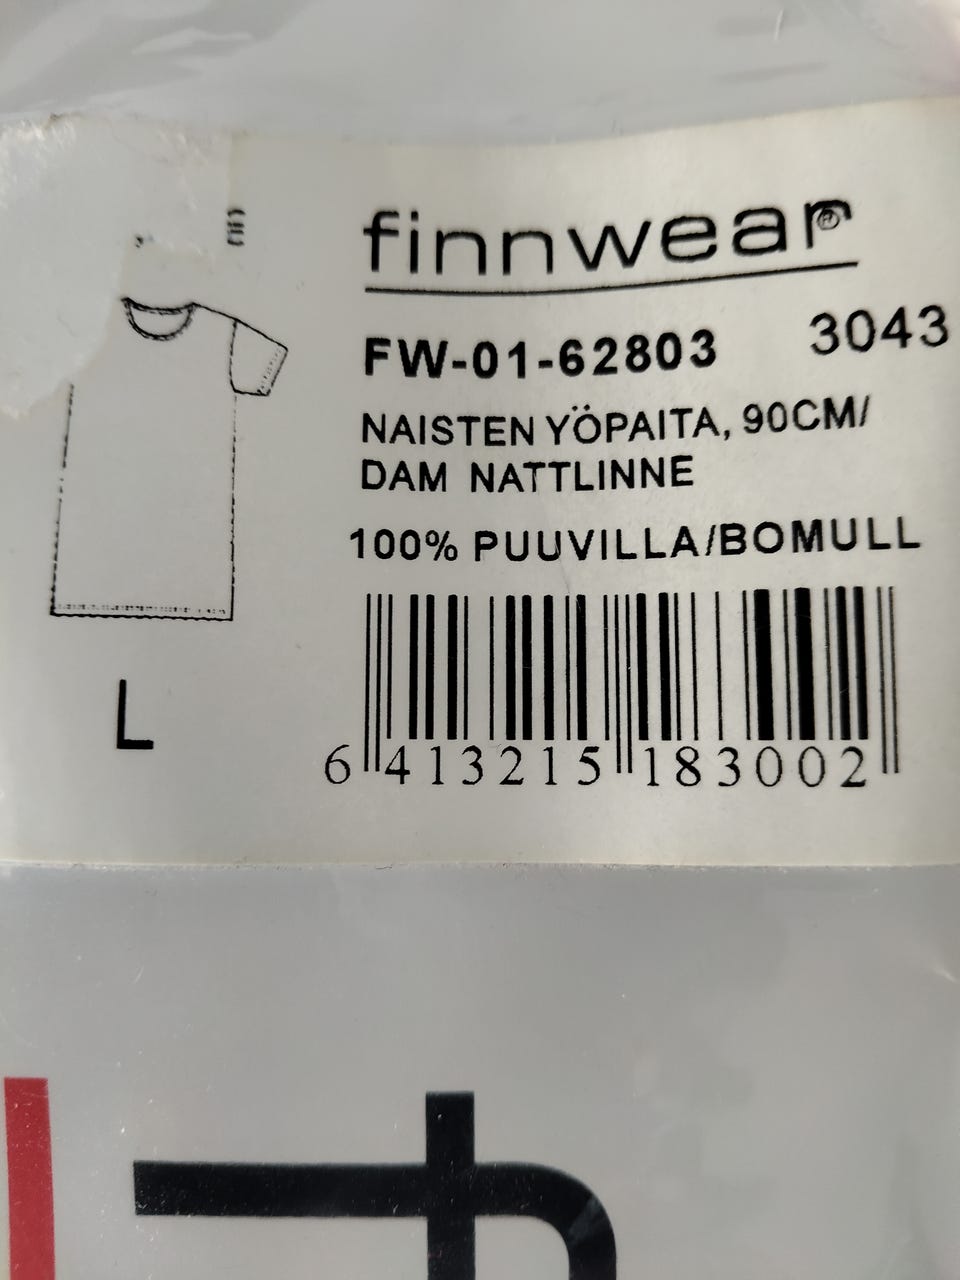 finnwear®
FW-01-62803 3043
NAISTEN YÖPAITA, 90CM/
DAM NATTLINNE
100% PUUVILLA/BOMULL
L
6 413215 183002